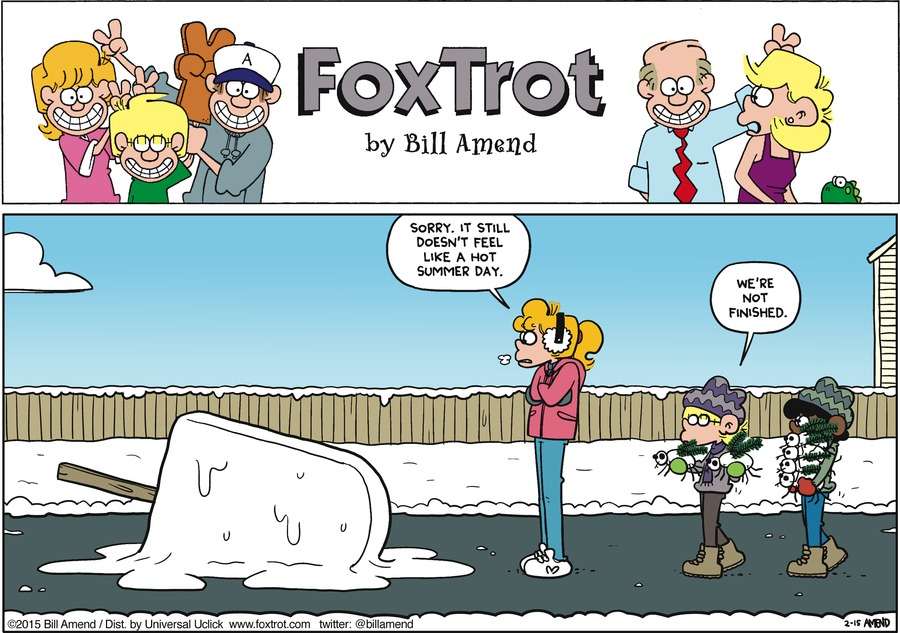 A
FOXTROT
by Bill Amend
SORRY. IT STILL
DOESN'T FEEL
LIKE A HOT
SUMMER DAY.
WE'RE
NOT
FINISHED.
©2015 Bill Amend / Dist. by Universal Uclick www.foxtrot.com twitter: @billamend
2-15 AMEND